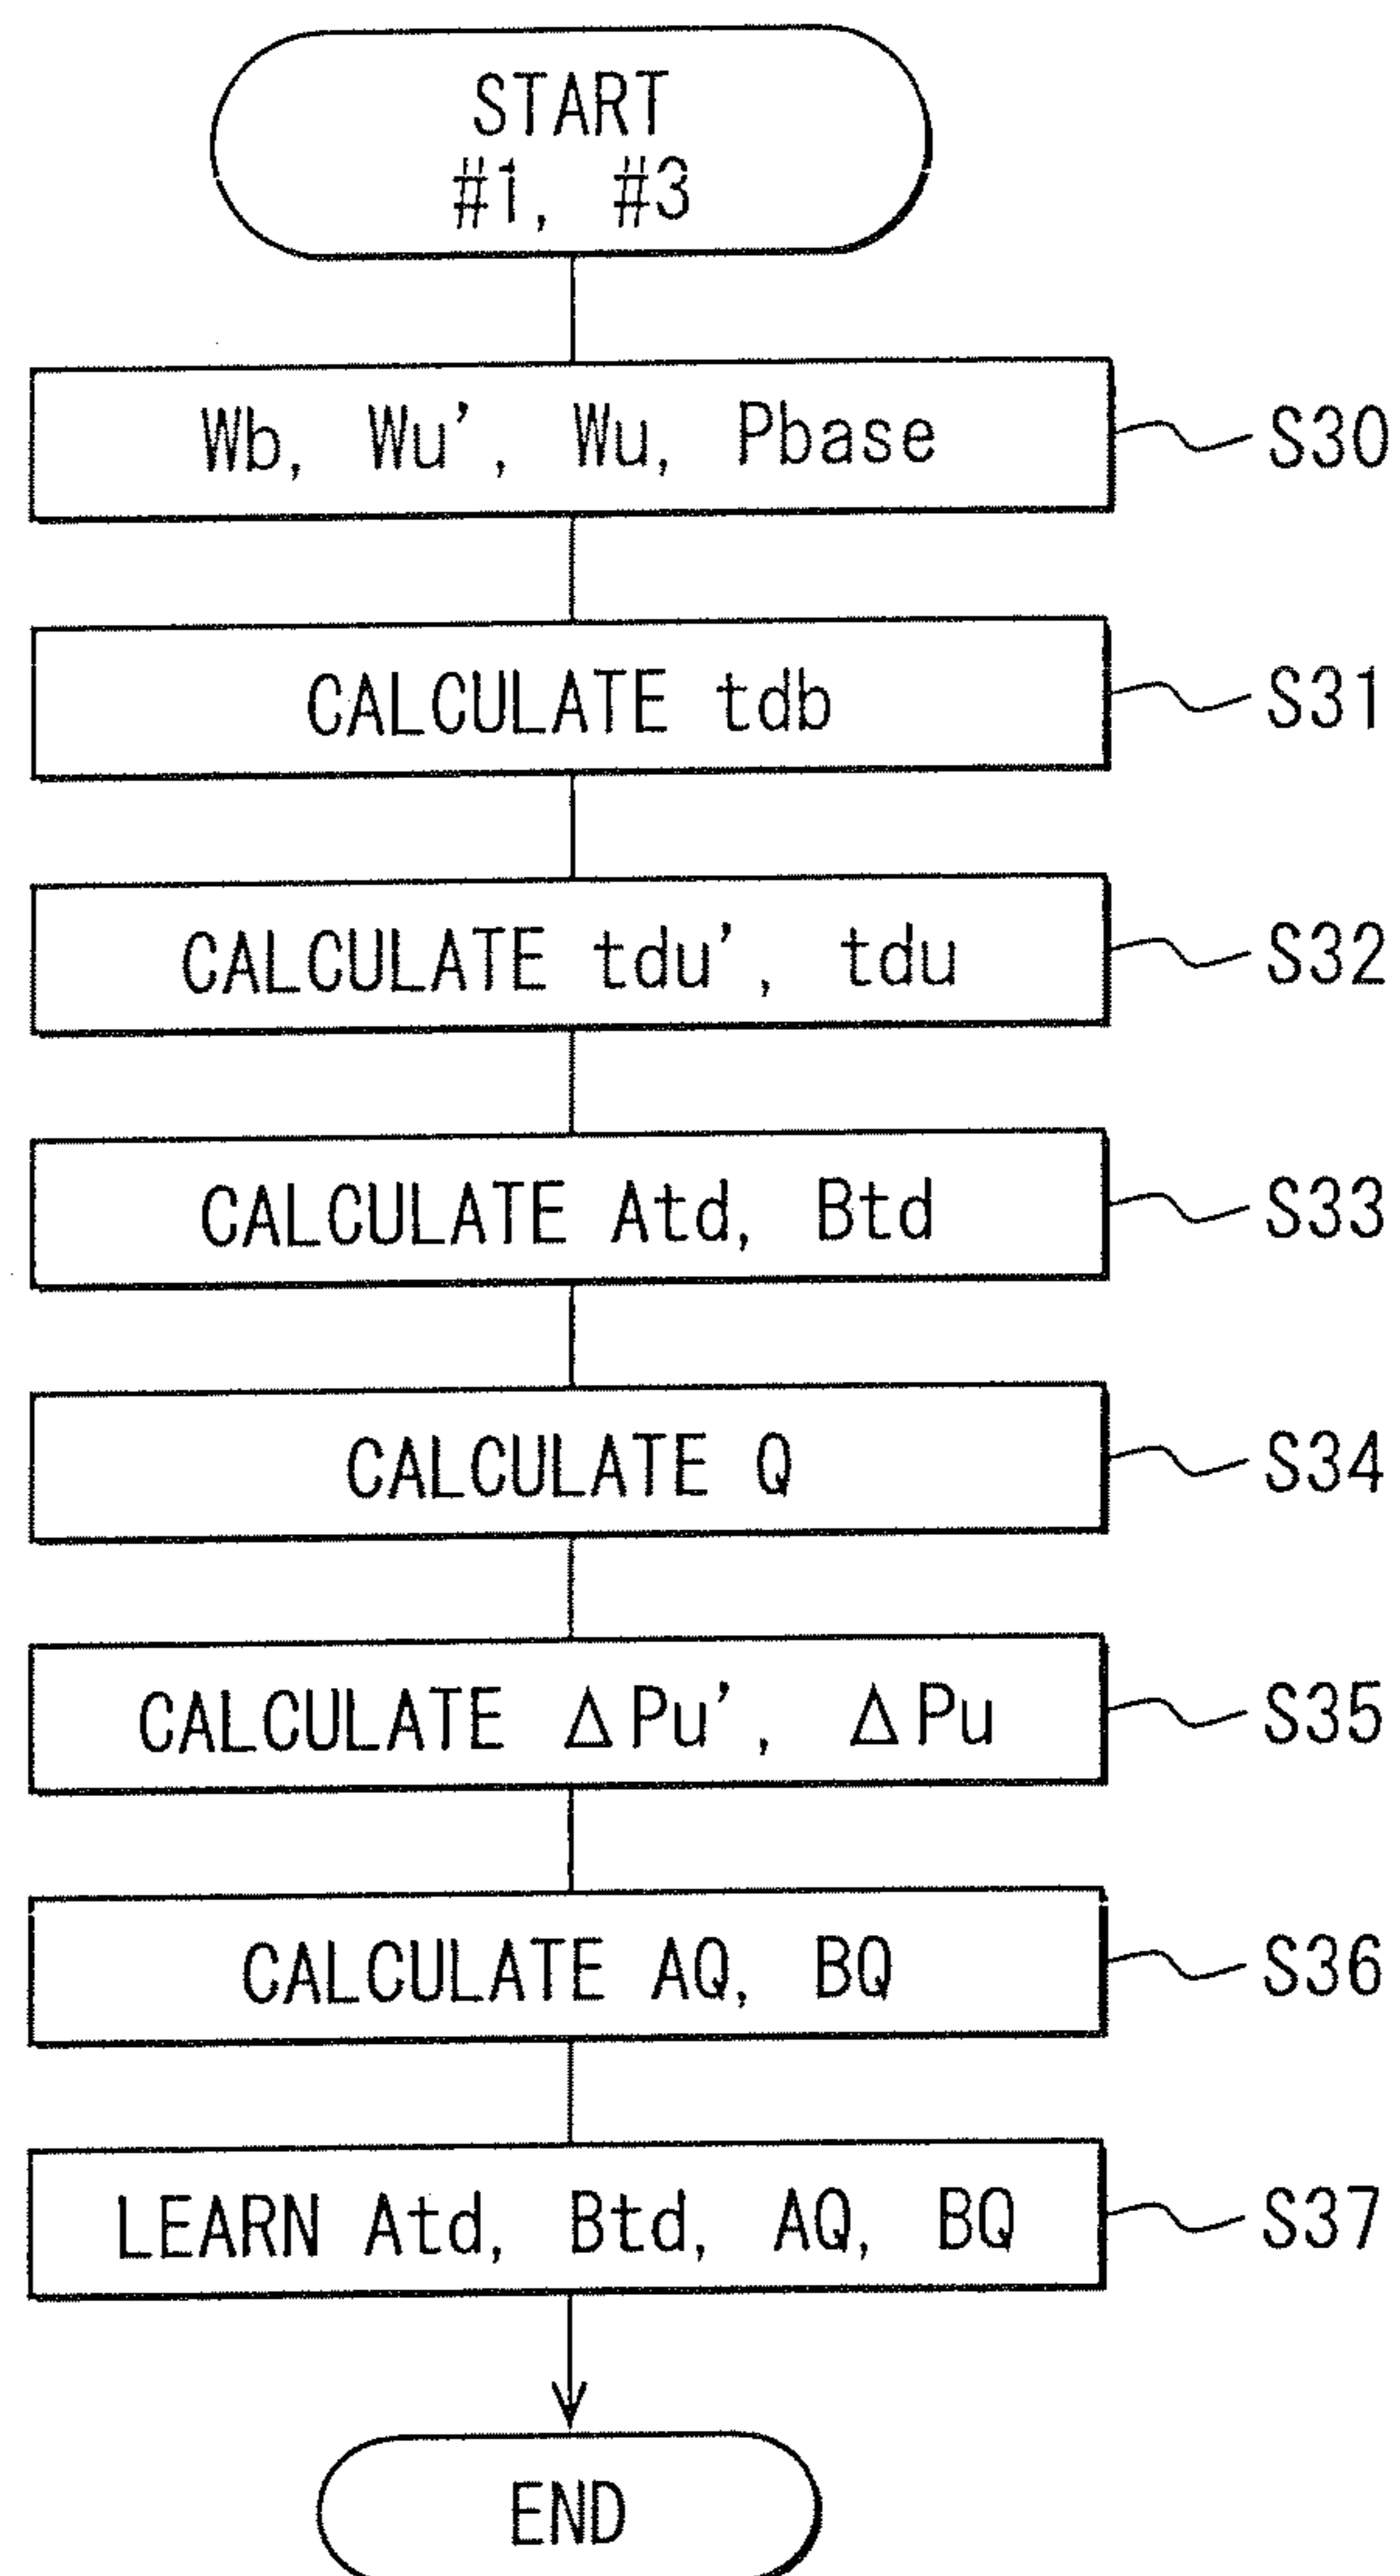 START
#1, #3
Wb, Wu', Wu, Pbase
S30
CALCULATE tdb
S31
CALCULATE tdu', tdu
S32
CALCULATE Atd, Btd
S33
CALCULATE Q
S34
CALCULATE ΔPu', ΔPu
S35
CALCULATE AQ, BQ
S36
LEARN Atd, Btd, AQ, BQ
S37
END